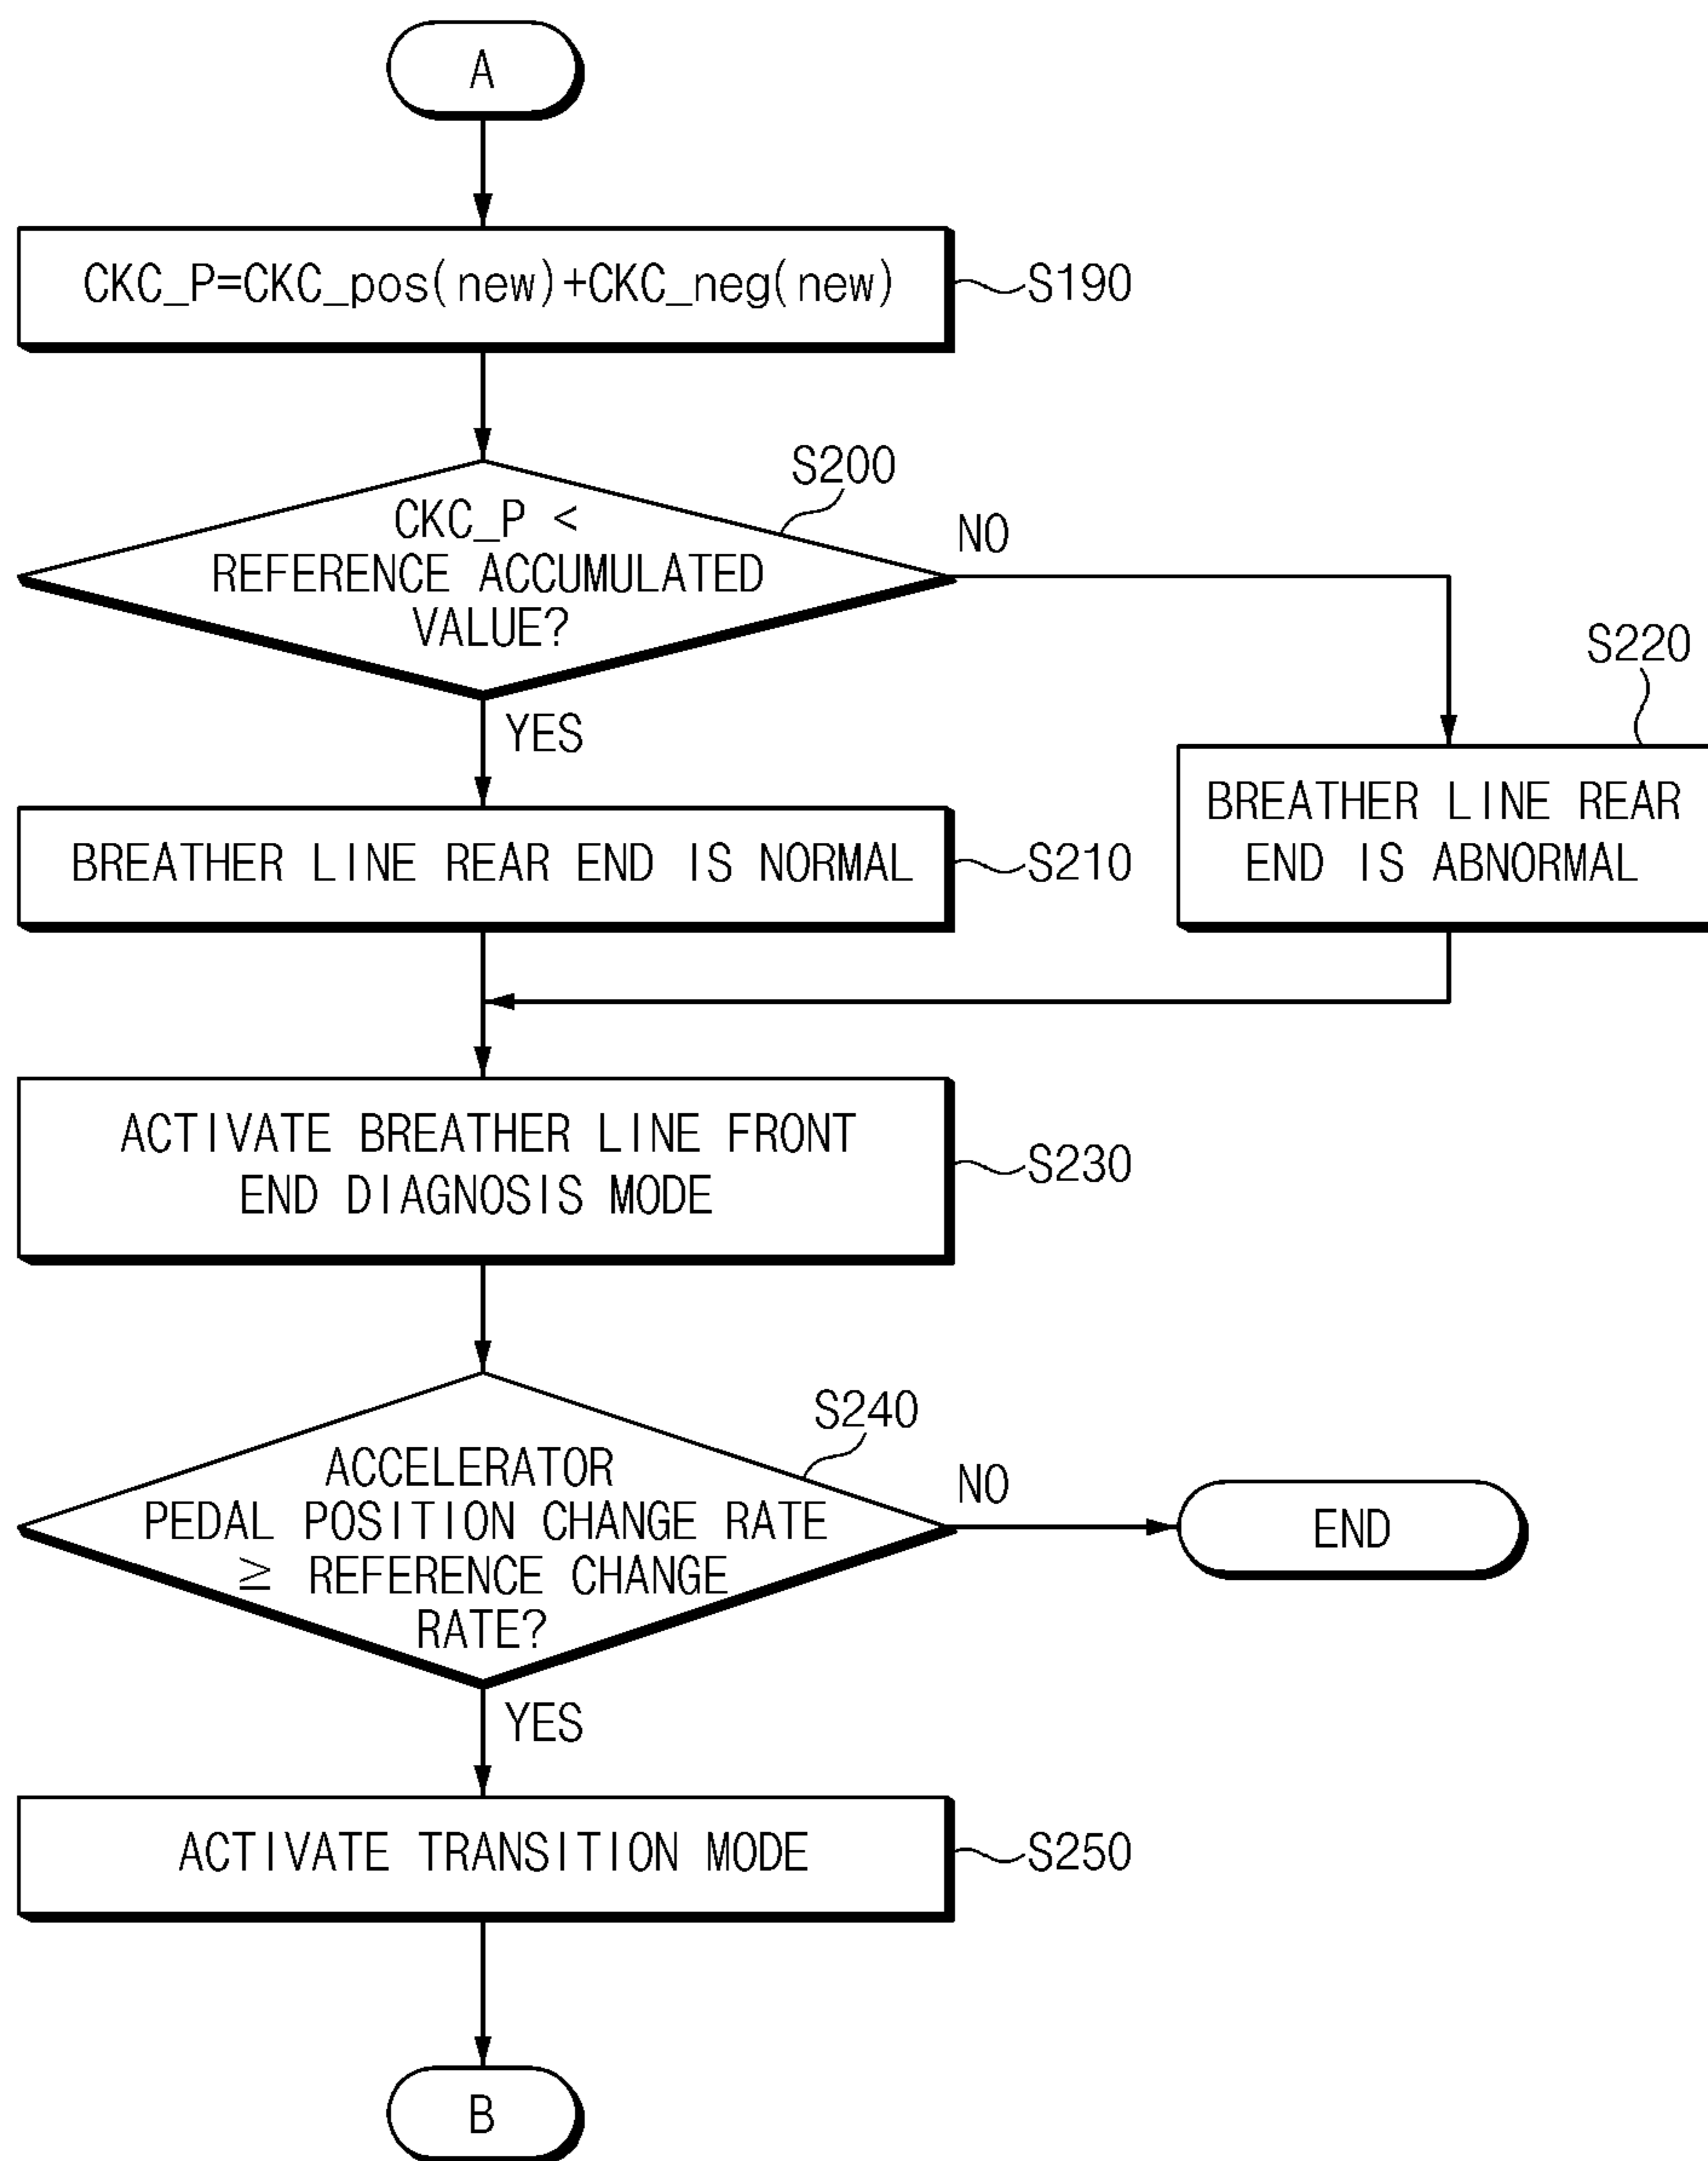 A
CKC_P=CKC_pos(new)+CKC_neg(new)
S190
S200
CKC_P <
REFERENCE ACCUMULATED
VALUE?
NO
YES
S220
BREATHER LINE REAR
END IS ABNORMAL
BREATHER LINE REAR END IS NORMAL
S210
ACTIVATE BREATHER LINE FRONT
END DIAGNOSIS MODE
S230
S240
ACCELERATOR
PEDAL POSITION CHANGE RATE
≥ REFERENCE CHANGE
RATE?
NO
END
YES
ACTIVATE TRANSITION MODE
S250
B